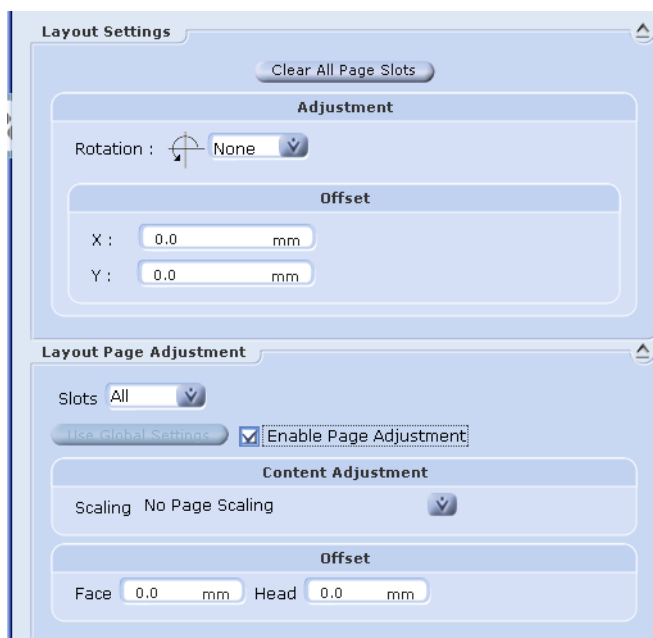 Layout Settings
Clear All Page Slots
Adjustment
Rotation : None
Offset
X : 0.0 mm
Y : 0.0 mm
Layout Page Adjustment
Slots All
Use Global Settings Enable Page Adjustment
Content Adjustment
Scaling No Page Scaling
Offset
Face 0.0 mm Head 0.0 mm